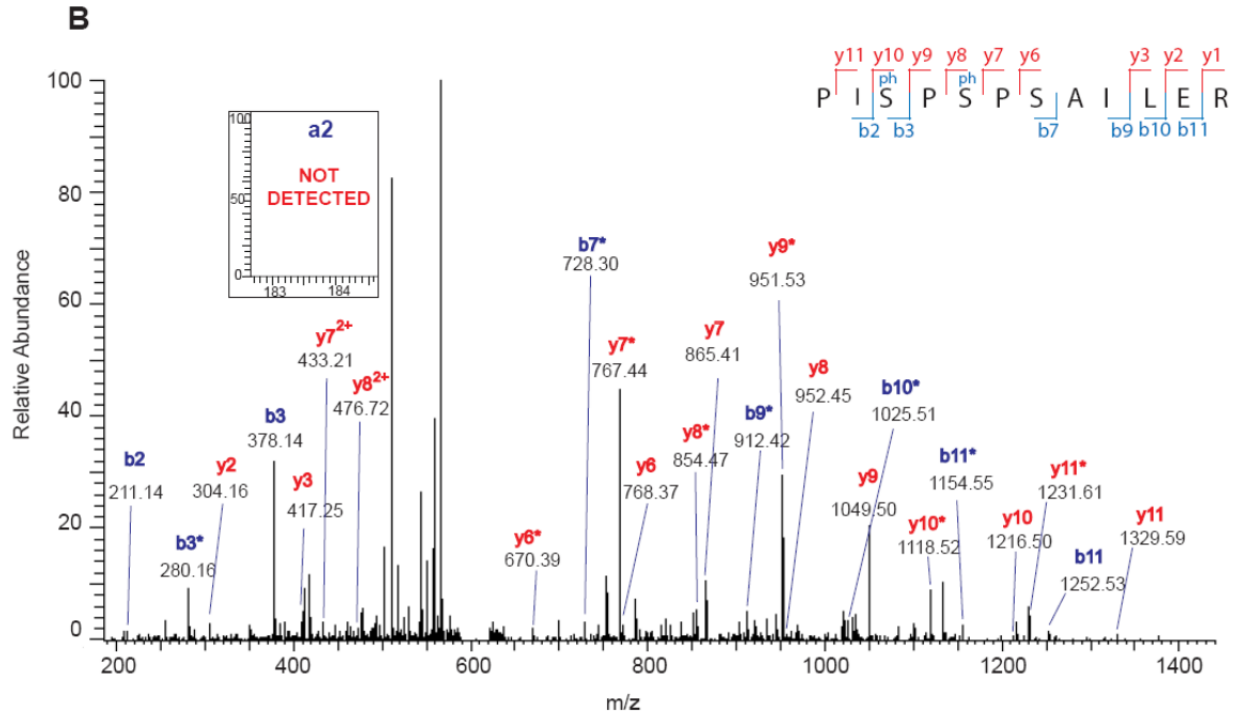 B
y11 y10 y9 y8 y7 y6 y3 y2 y1
ph ph
P I S P S P S A I L E R
b2 b3 b7 b9 b10 b11
100
80
60
40
20
0
Relative Abundance
100
50
0
a2
NOT
DETECTED
183 184
b2
211.14
b3*
280.16
y2
304.16
b3
378.14
y3
417.25
y7²⁺
433.21
y8²⁺
476.72
y6*
670.39
b7*
728.30
y7*
767.44
y6
768.37
y8*
854.47
y7
865.41
b9*
912.42
y9*
951.53
y8
952.45
b10*
1025.51
y9
1049.50
y10*
1118.52
b11*
1154.55
y10
1216.50
y11*
1231.61
b11
1252.53
y11
1329.59
200 400 600 800 1000 1200 1400
m/z